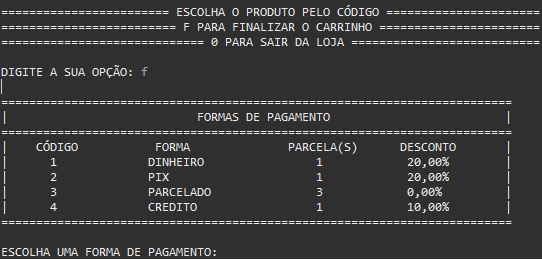 ======================== ESCOLHA O PRODUTO PELO CÓDIGO ======================
========================= F PARA FINALIZAR O CARRINHO =======================
============================= 0 PARA SAIR DA LOJA ===========================
DIGITE A SUA OPÇÃO: f
=========================================================================
| FORMAS DE PAGAMENTO |
=========================================================================
| CÓDIGO FORMA PARCELA(S) DESCONTO |
| 1 DINHEIRO 1 20,00% |
| 2 PIX 1 20,00% |
| 3 PARCELADO 3 0,00% |
| 4 CREDITO 1 10,00% |
=========================================================================
ESCOLHA UMA FORMA DE PAGAMENTO: